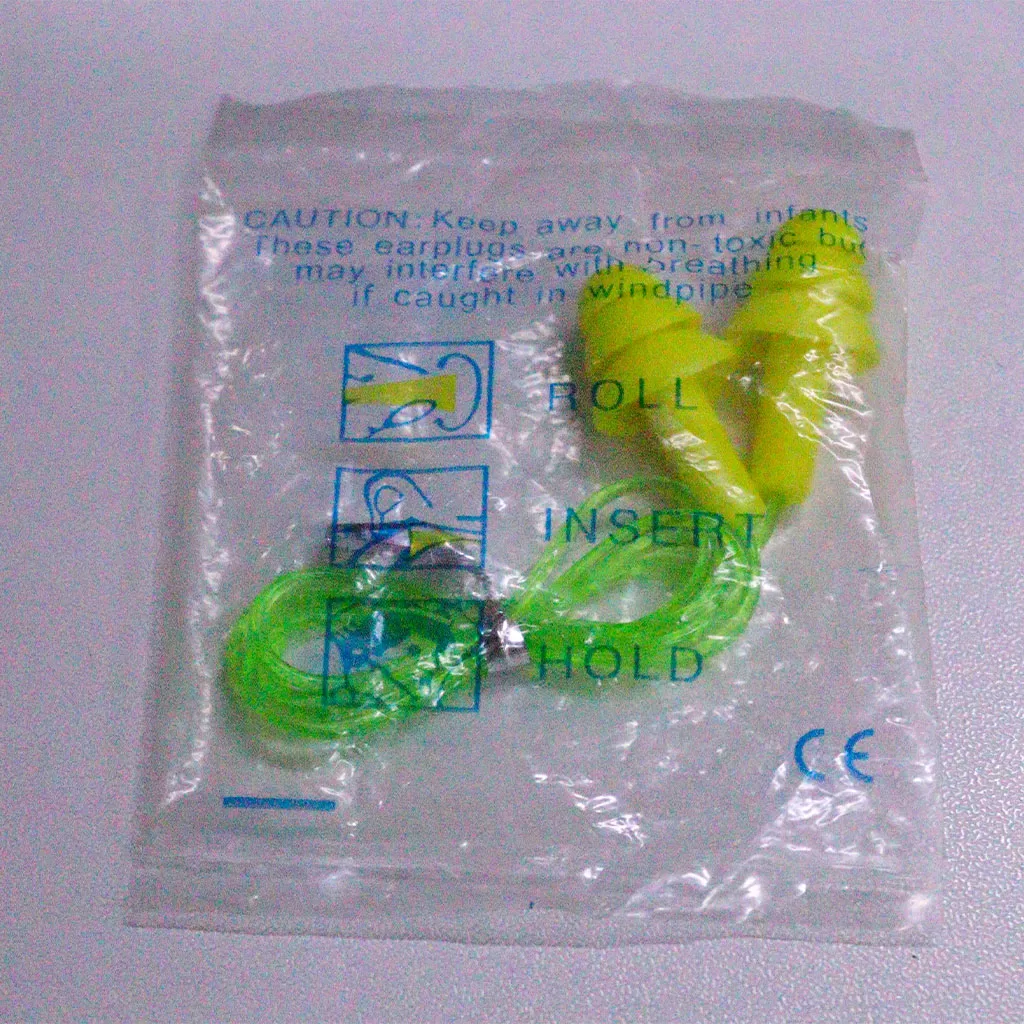 CAUTION: Keep away from infants
These earplugs are non-toxic but
may interfere with breathing
if caught in windpipe
ROLL
INSERT
HOLD
CE